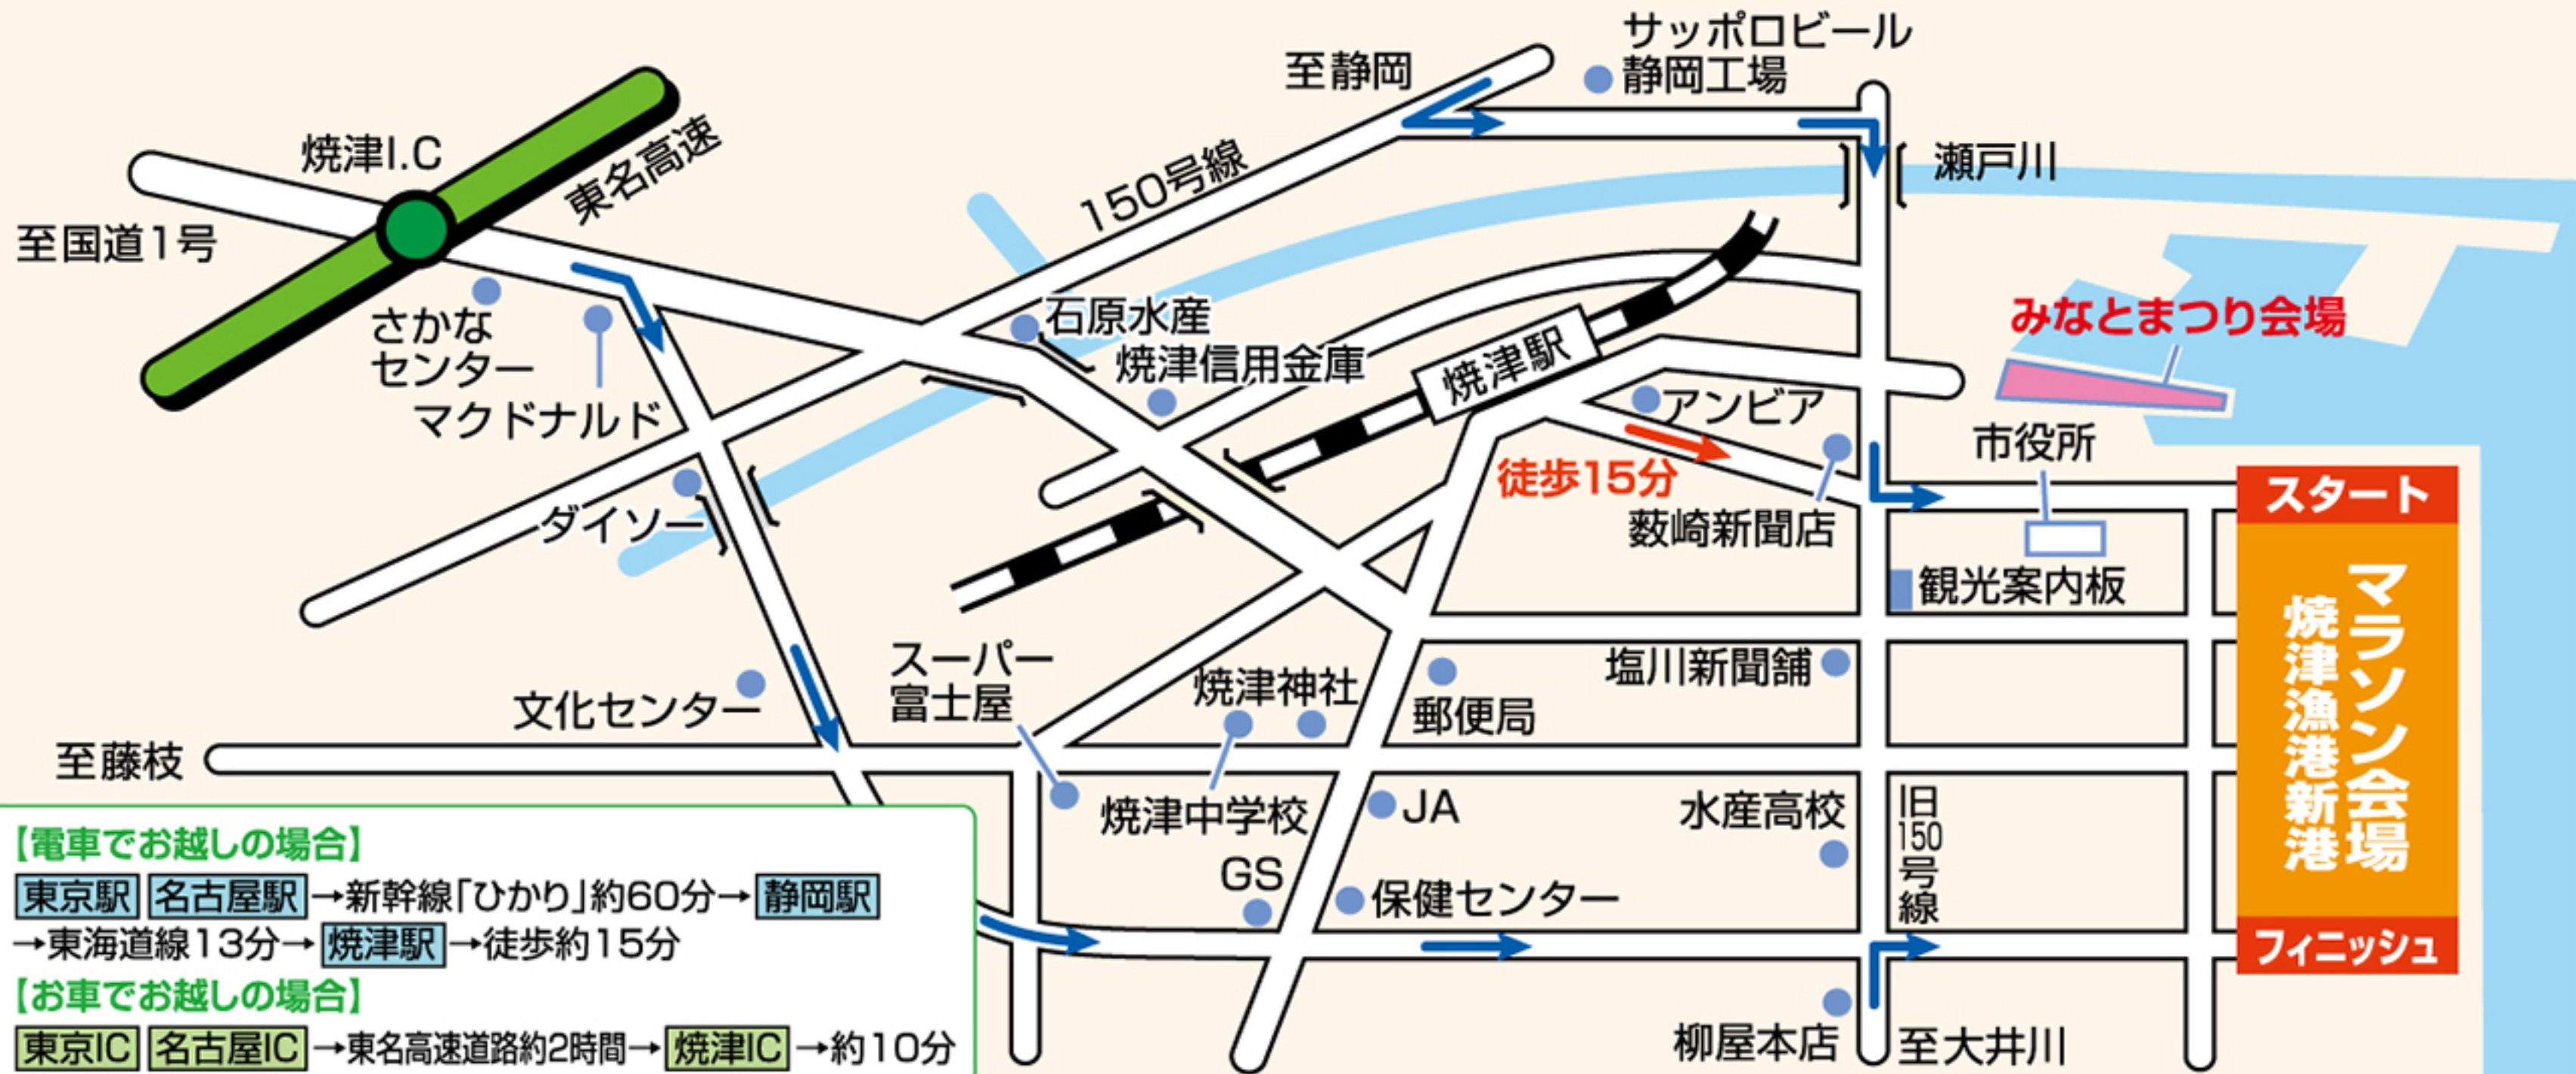 サッポロビール
静岡工場
至静岡
焼津I.C
東名高速
150号線
瀬戸川
至国道1号
さかな
センター
マクドナルド
石原水産
焼津信用金庫
焼津駅
みなとまつり会場
アンビア
徒歩15分
市役所
ダイソー
薮崎新聞店
スタート
観光案内板
マラソン会場
焼津漁港新港
フィニッシュ
文化センター
スーパー
富士屋
焼津神社
郵便局
塩川新聞舗
至藤枝
焼津中学校
JA
水産高校
旧150号線
GS
保健センター
柳屋本店
至大井川
【電車でお越しの場合】
東京駅 名古屋駅→新幹線「ひかり」約60分→静岡駅
→東海道線13分→焼津駅→徒歩約15分
【お車でお越しの場合】
東京IC 名古屋IC→東名高速道路約2時間→焼津IC→約10分